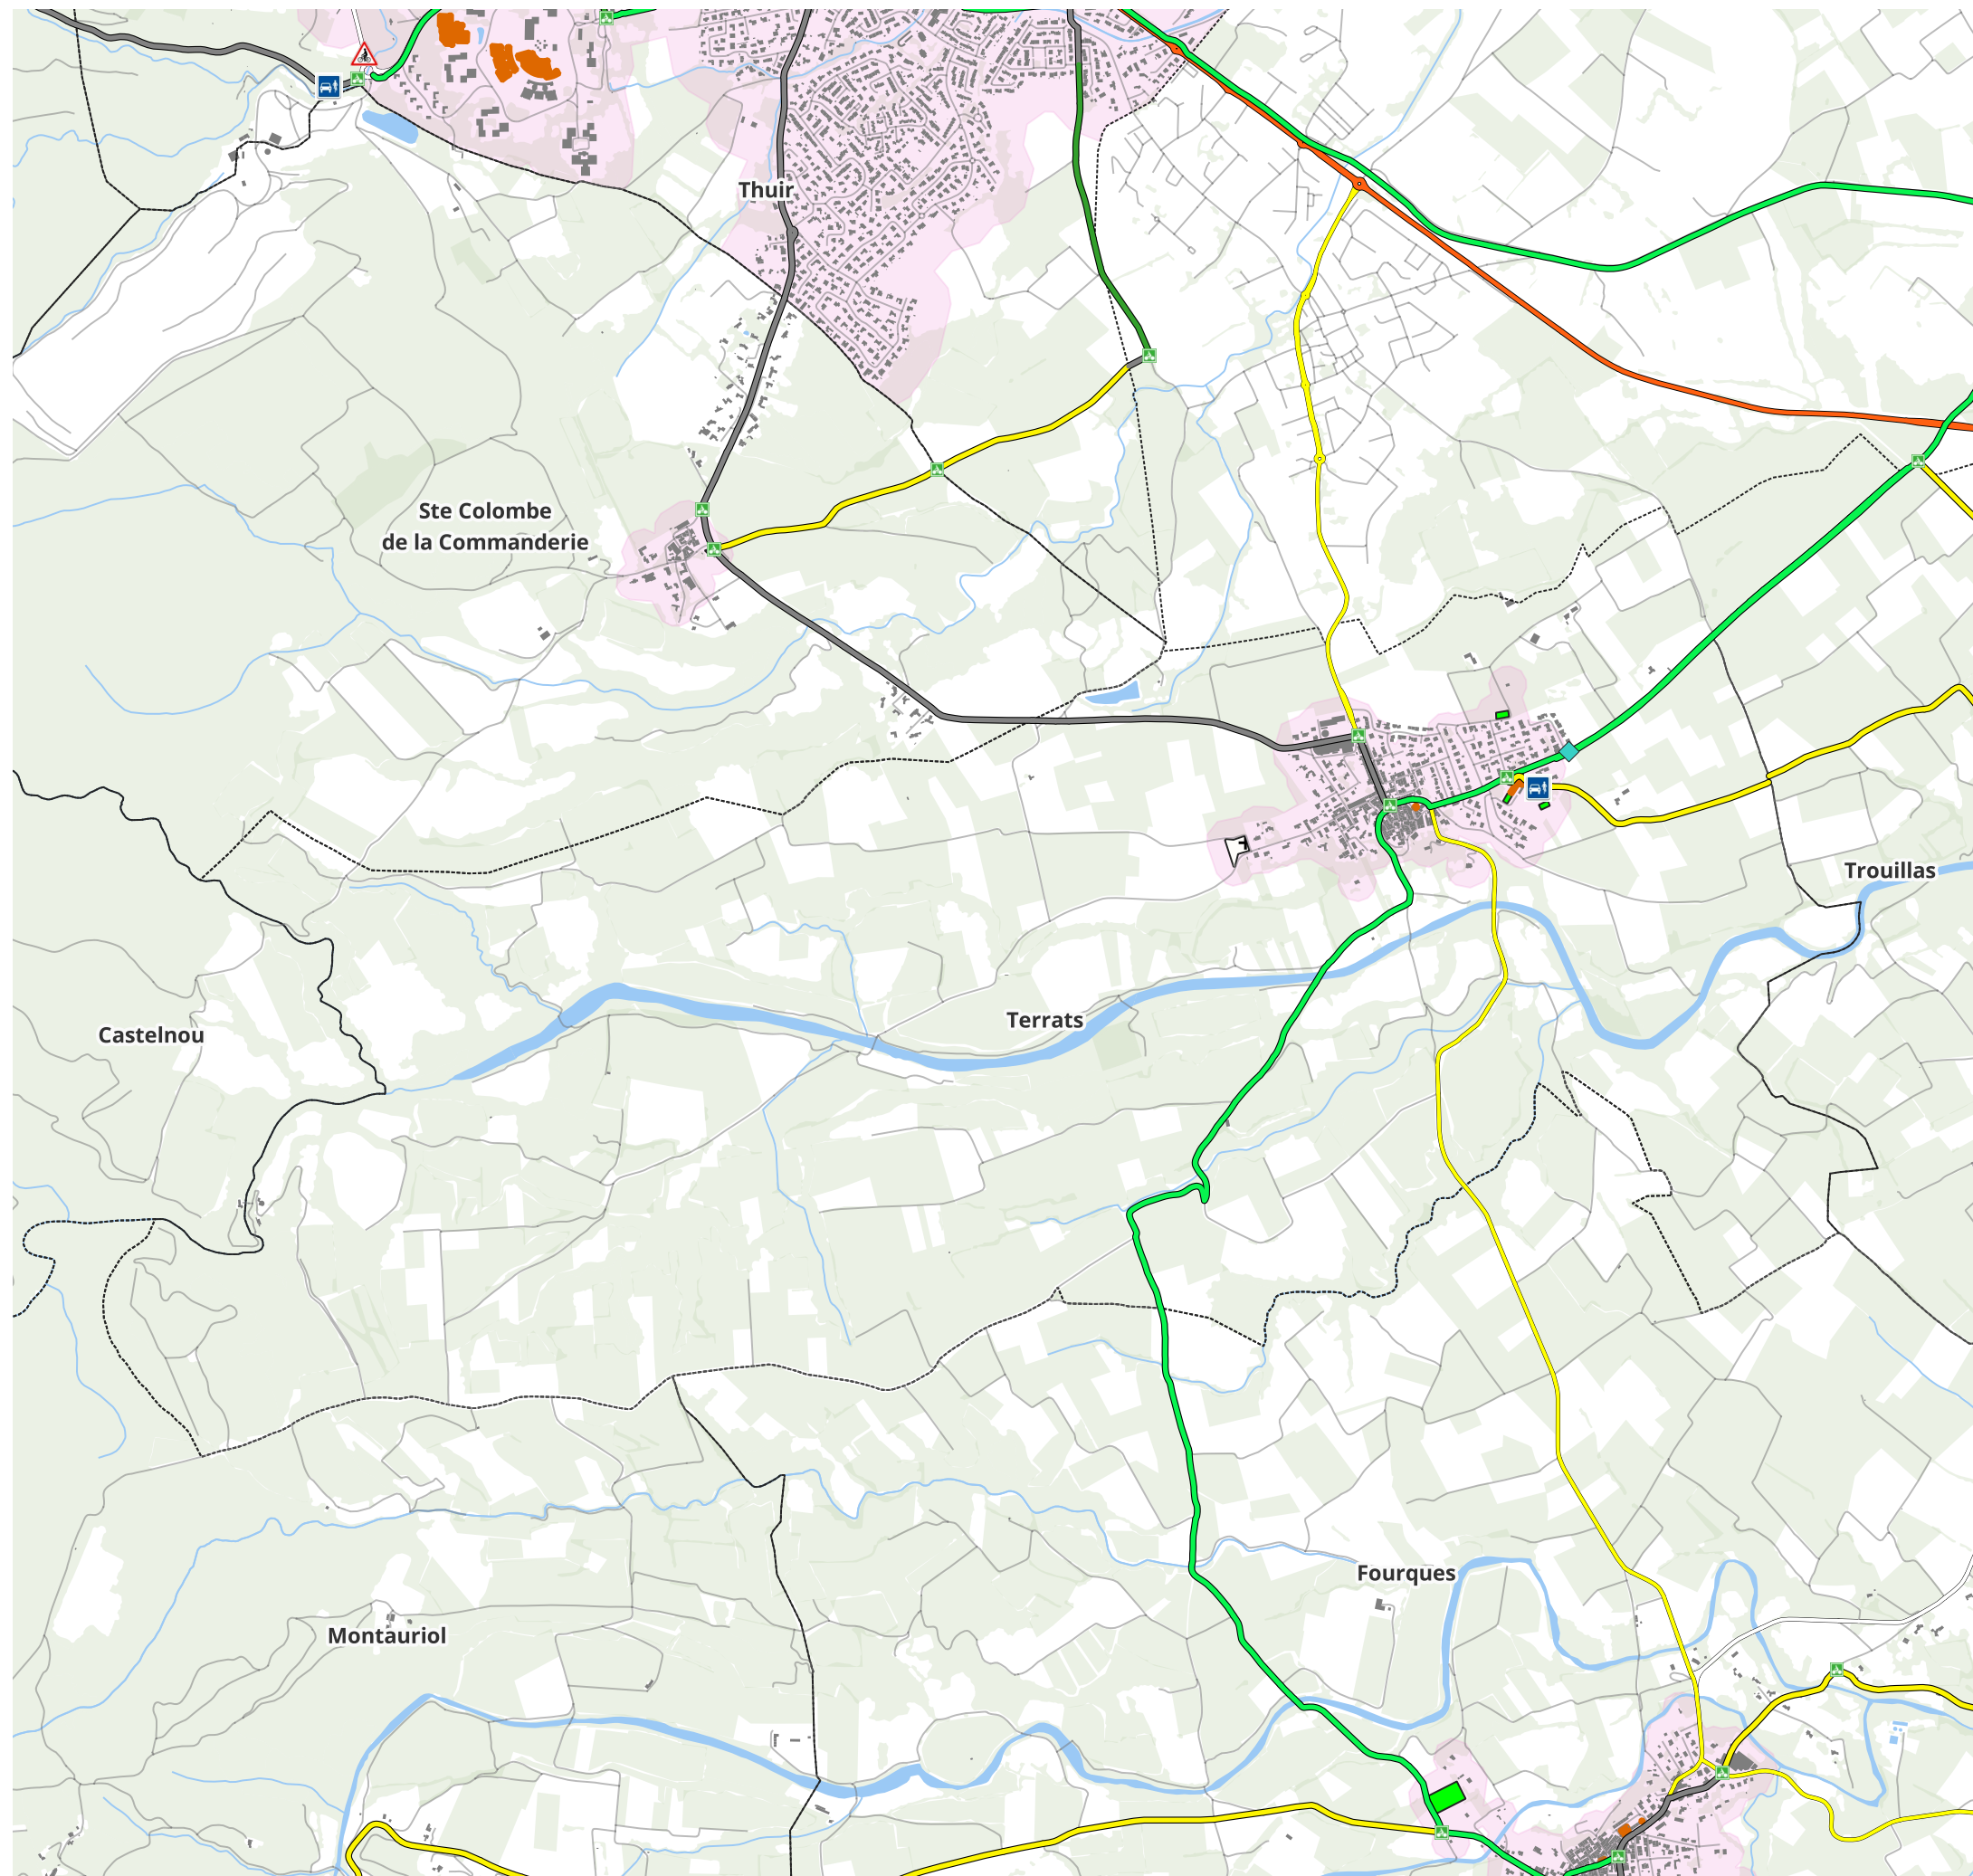 Thuir
Ste Colombe
de la Commanderie
Trouillas
Terrats
Castelnou
Fourques
Montauriol